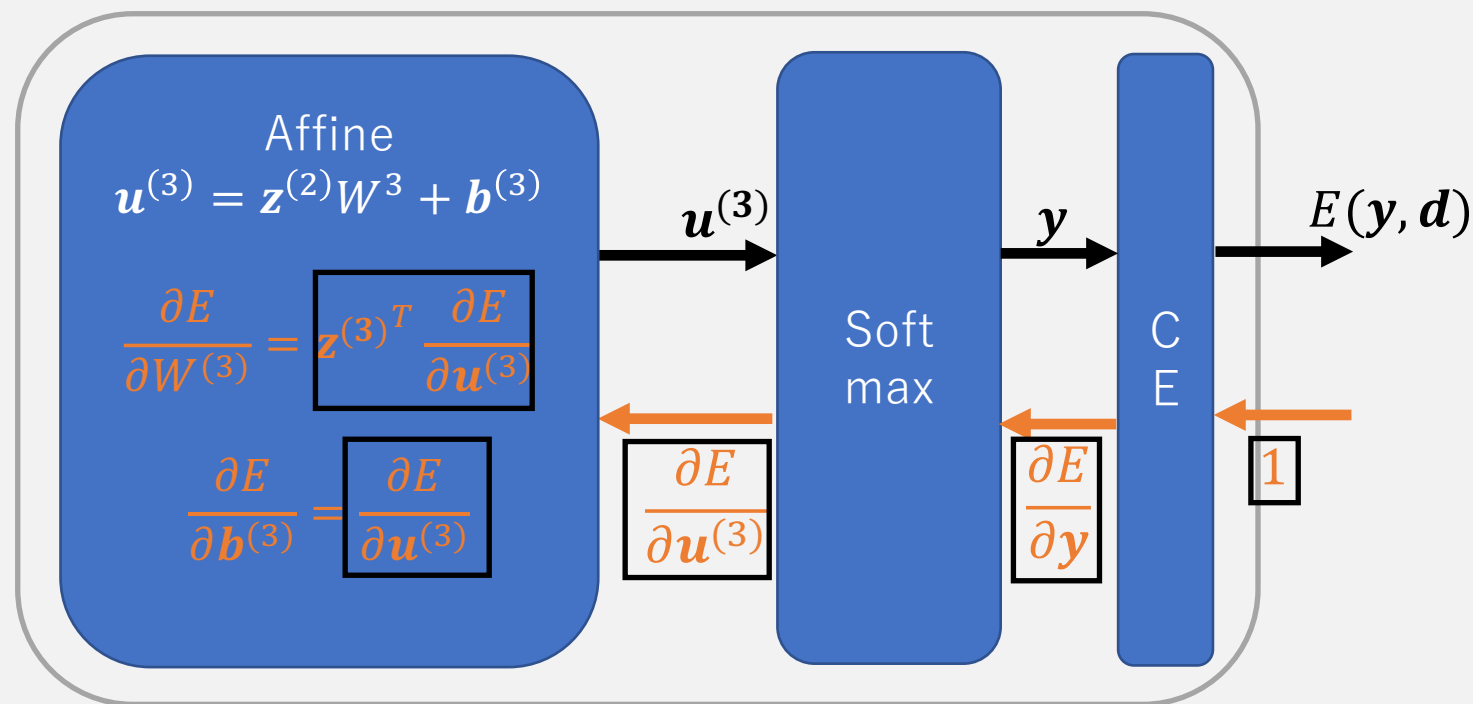 Affine
u^(3) = z^(2)W^3 + b^(3)
∂E/∂W^(3) = z^(3)^T ∂E/∂u^(3)
∂E/∂b^(3) = ∂E/∂u^(3)
u^(3)
∂E/∂u^(3)
Soft
max
y
∂E/∂y
C
E
E(y, d)
1